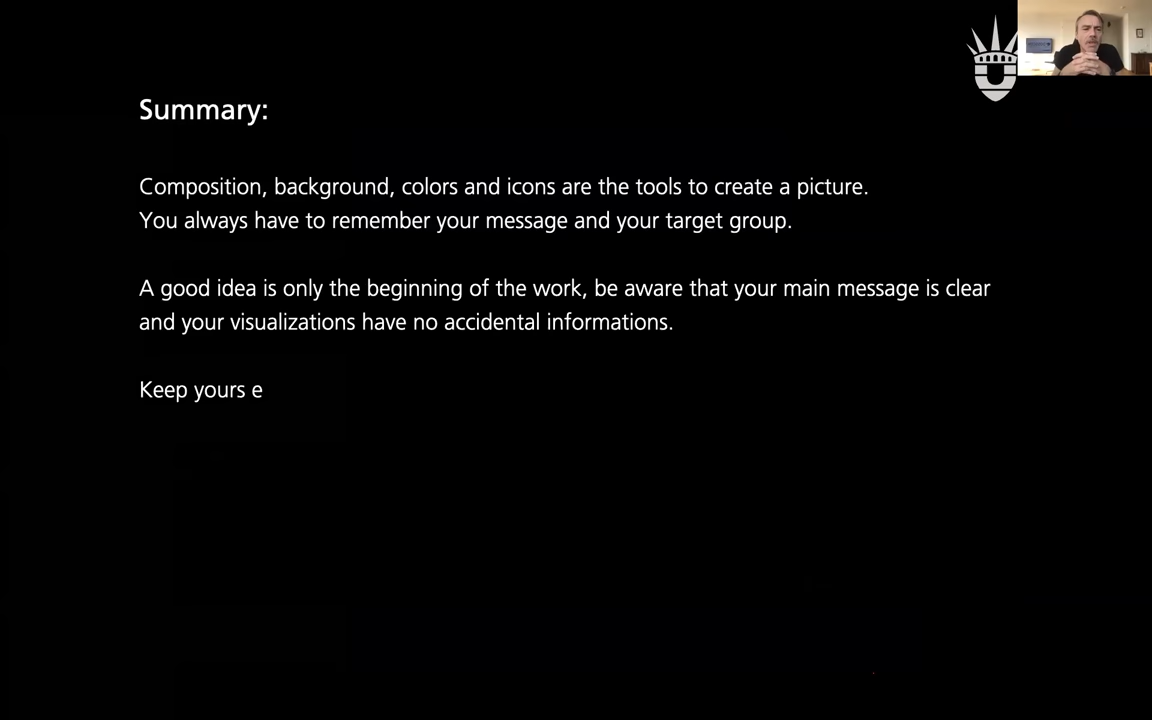 Summary:
Composition, background, colors and icons are the tools to create a picture.
You always have to remember your message and your target group.
A good idea is only the beginning of the work, be aware that your main message is clear
and your visualizations have no accidental informations.
Keep yours e